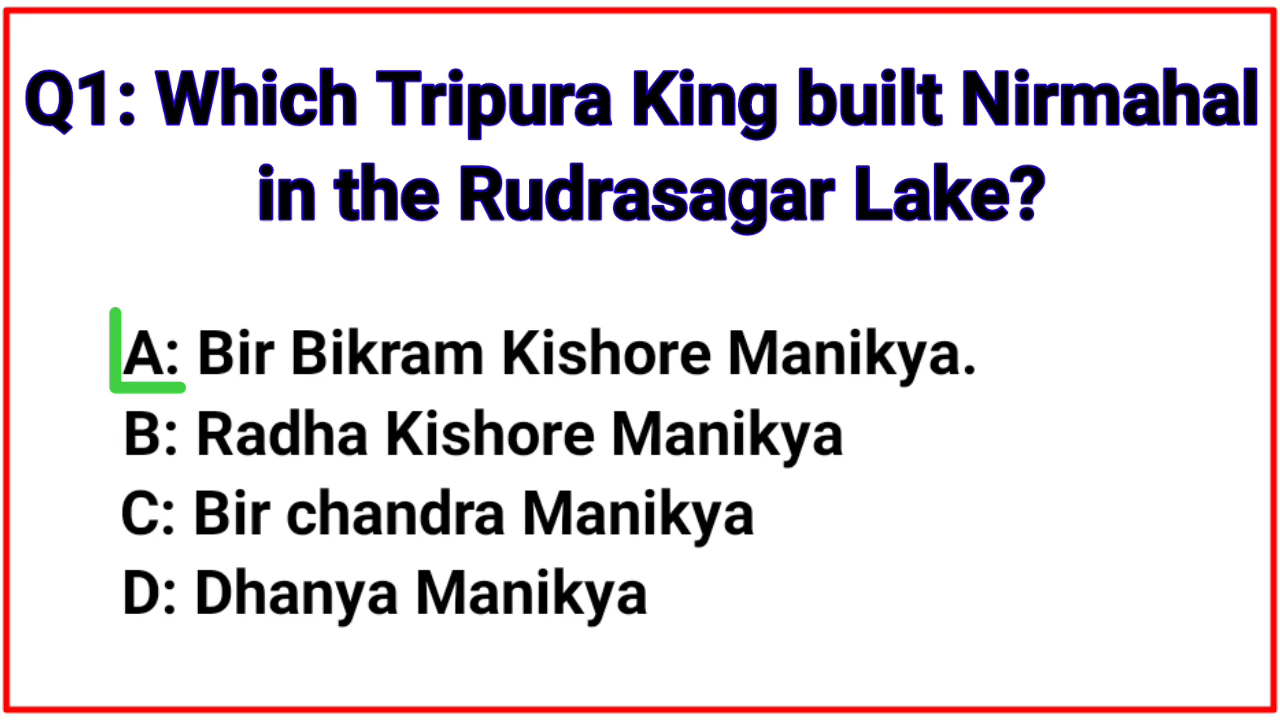 Q1: Which Tripura King built Nirmahal
in the Rudrasagar Lake?
A: Bir Bikram Kishore Manikya.
B: Radha Kishore Manikya
C: Bir chandra Manikya
D: Dhanya Manikya